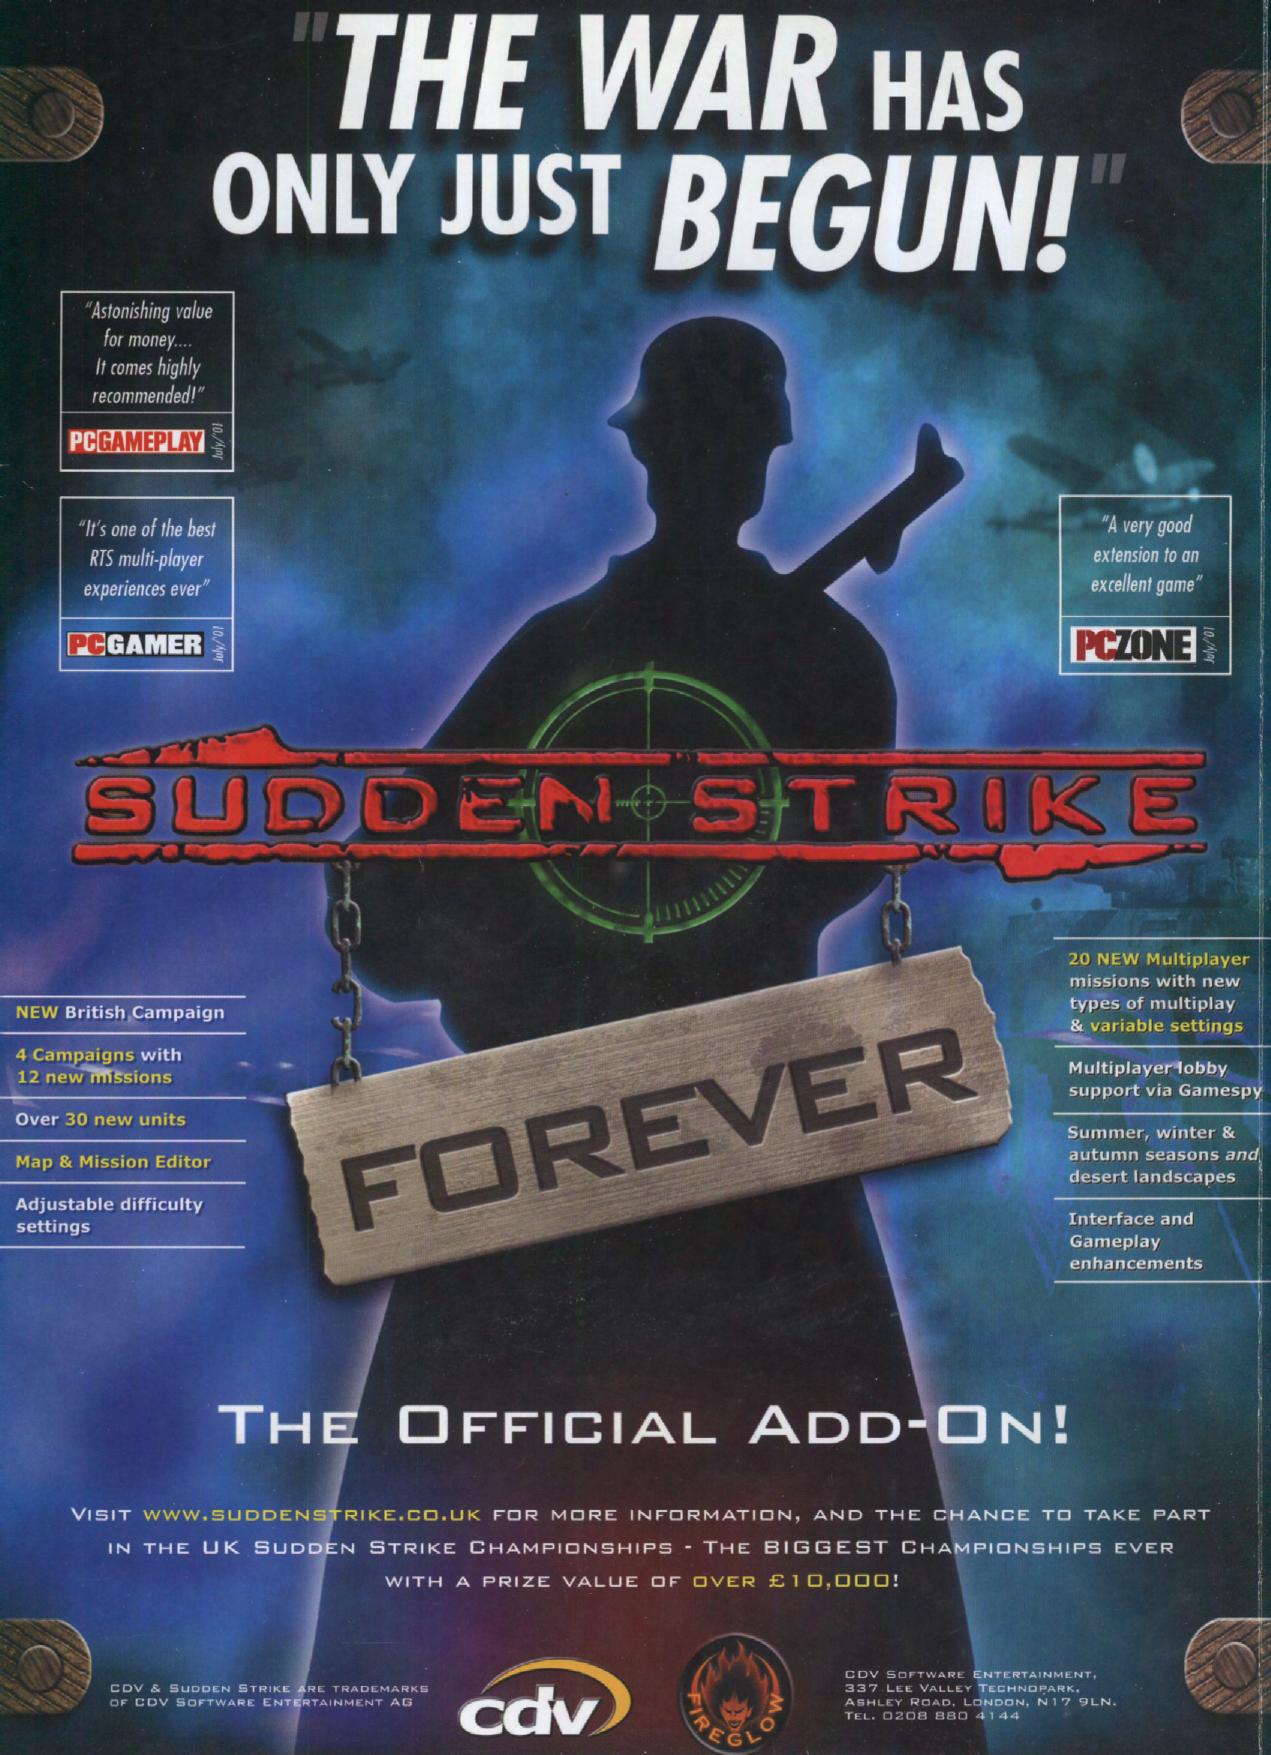 "THE WAR HAS
ONLY JUST BEGUN!"
"Astonishing value
for money....
It comes highly
recommended!"
PCGAMEPLAY
July/'01
"It's one of the best
RTS multi-player
experiences ever"
PCGAMER
July/'01
"A very good
extension to an
excellent game"
PCZONE
July/'01
SUDDEN STRIKE
FOREVER
NEW British Campaign
4 Campaigns with
12 new missions
Over 30 new units
Map & Mission Editor
Adjustable difficulty
settings
20 NEW Multiplayer
missions with new
types of multiplay
& variable settings
Multiplayer lobby
support via Gamespy
Summer, winter &
autumn seasons and
desert landscapes
Interface and
Gameplay
enhancements
THE OFFICIAL ADD-ON!
VISIT WWW.SUDDENSTRIKE.CO.UK FOR MORE INFORMATION, AND THE CHANCE TO TAKE PART
IN THE UK SUDDEN STRIKE CHAMPIONSHIPS - THE BIGGEST CHAMPIONSHIPS EVER
WITH A PRIZE VALUE OF OVER £10,000!
CDV & SUDDEN STRIKE ARE TRADEMARKS
OF CDV SOFTWARE ENTERTAINMENT AG
cdv
FIREGLOW
CDV SOFTWARE ENTERTAINMENT,
337 LEE VALLEY TECHNOPARK,
ASHLEY ROAD, LONDON, N17 9LN.
TEL. 0208 880 4144